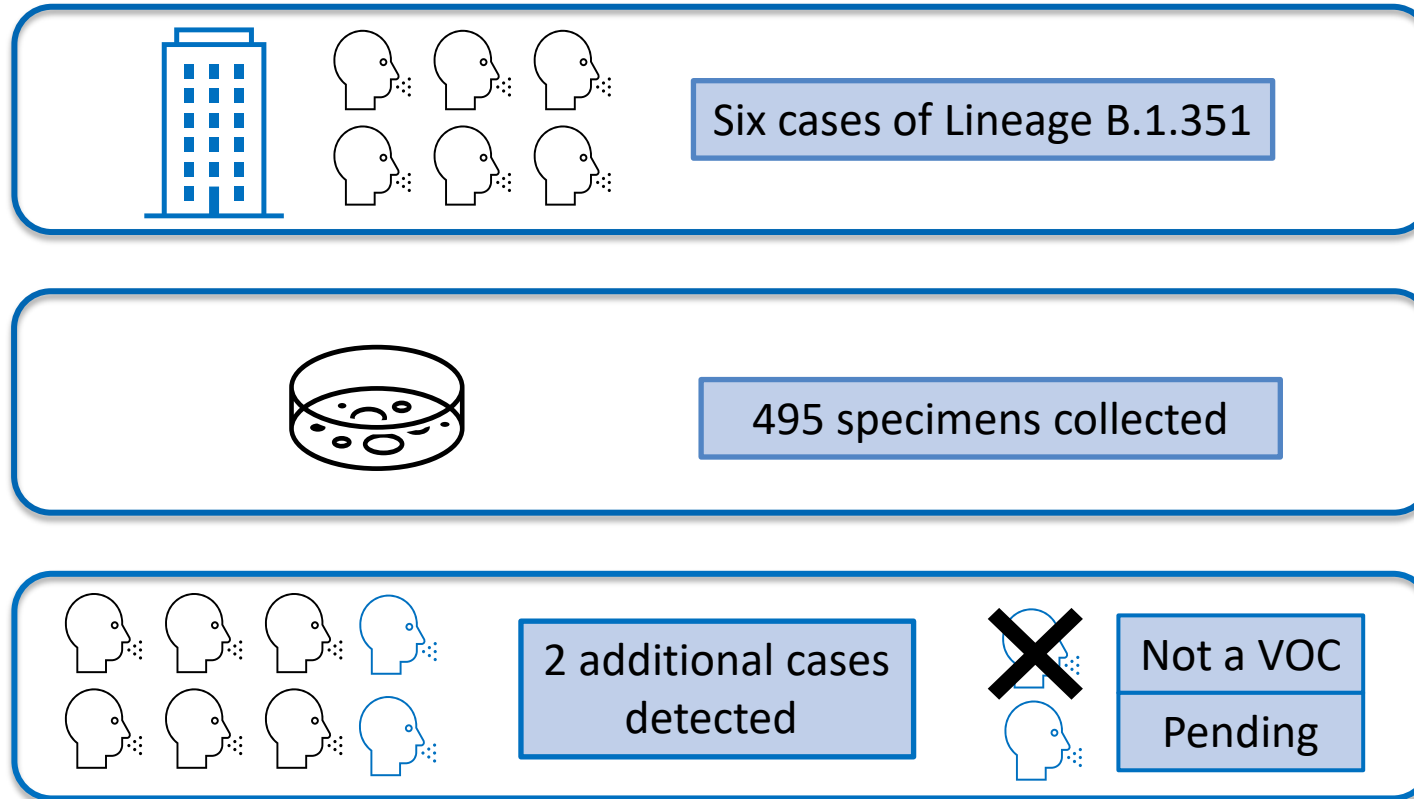 Six cases of Lineage B.1.351
495 specimens collected
2 additional cases
detected
Not a VOC
Pending